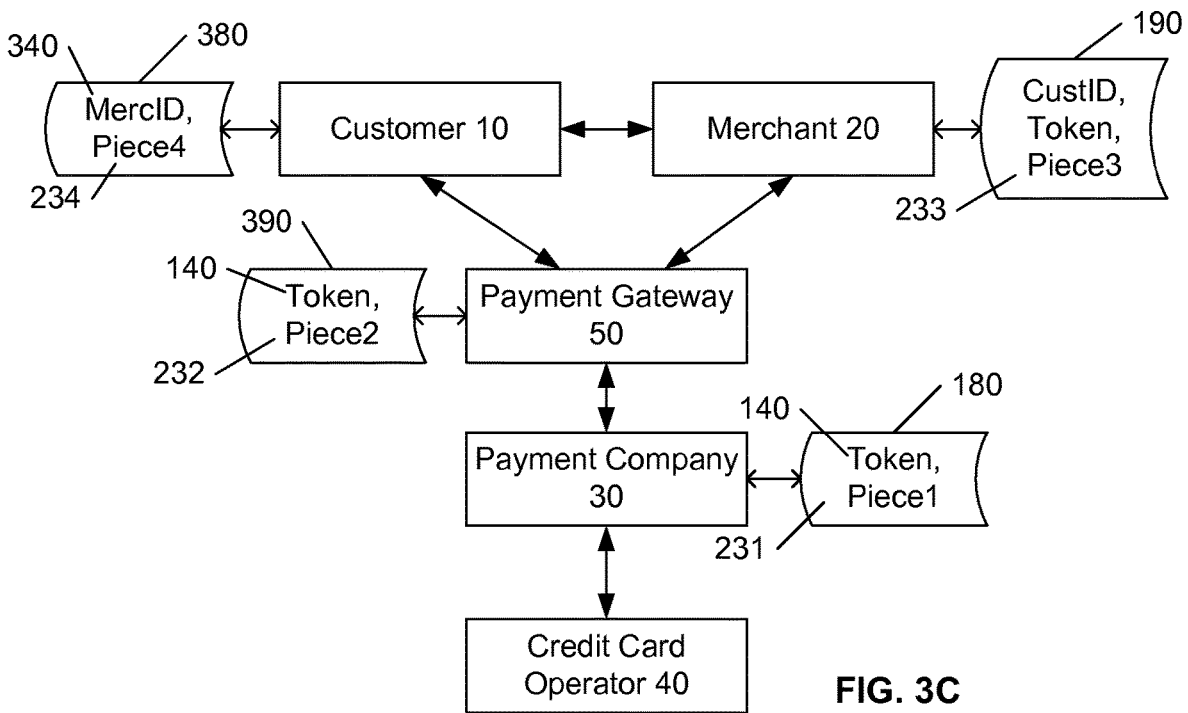 340
380
190
MercID,
Piece4
Customer 10
Merchant 20
CustID,
Token,
Piece3
234
233
390
140
Token,
Piece2
Payment Gateway
50
232
140
180
Payment Company
30
Token,
Piece1
231
Credit Card
Operator 40
FIG. 3C